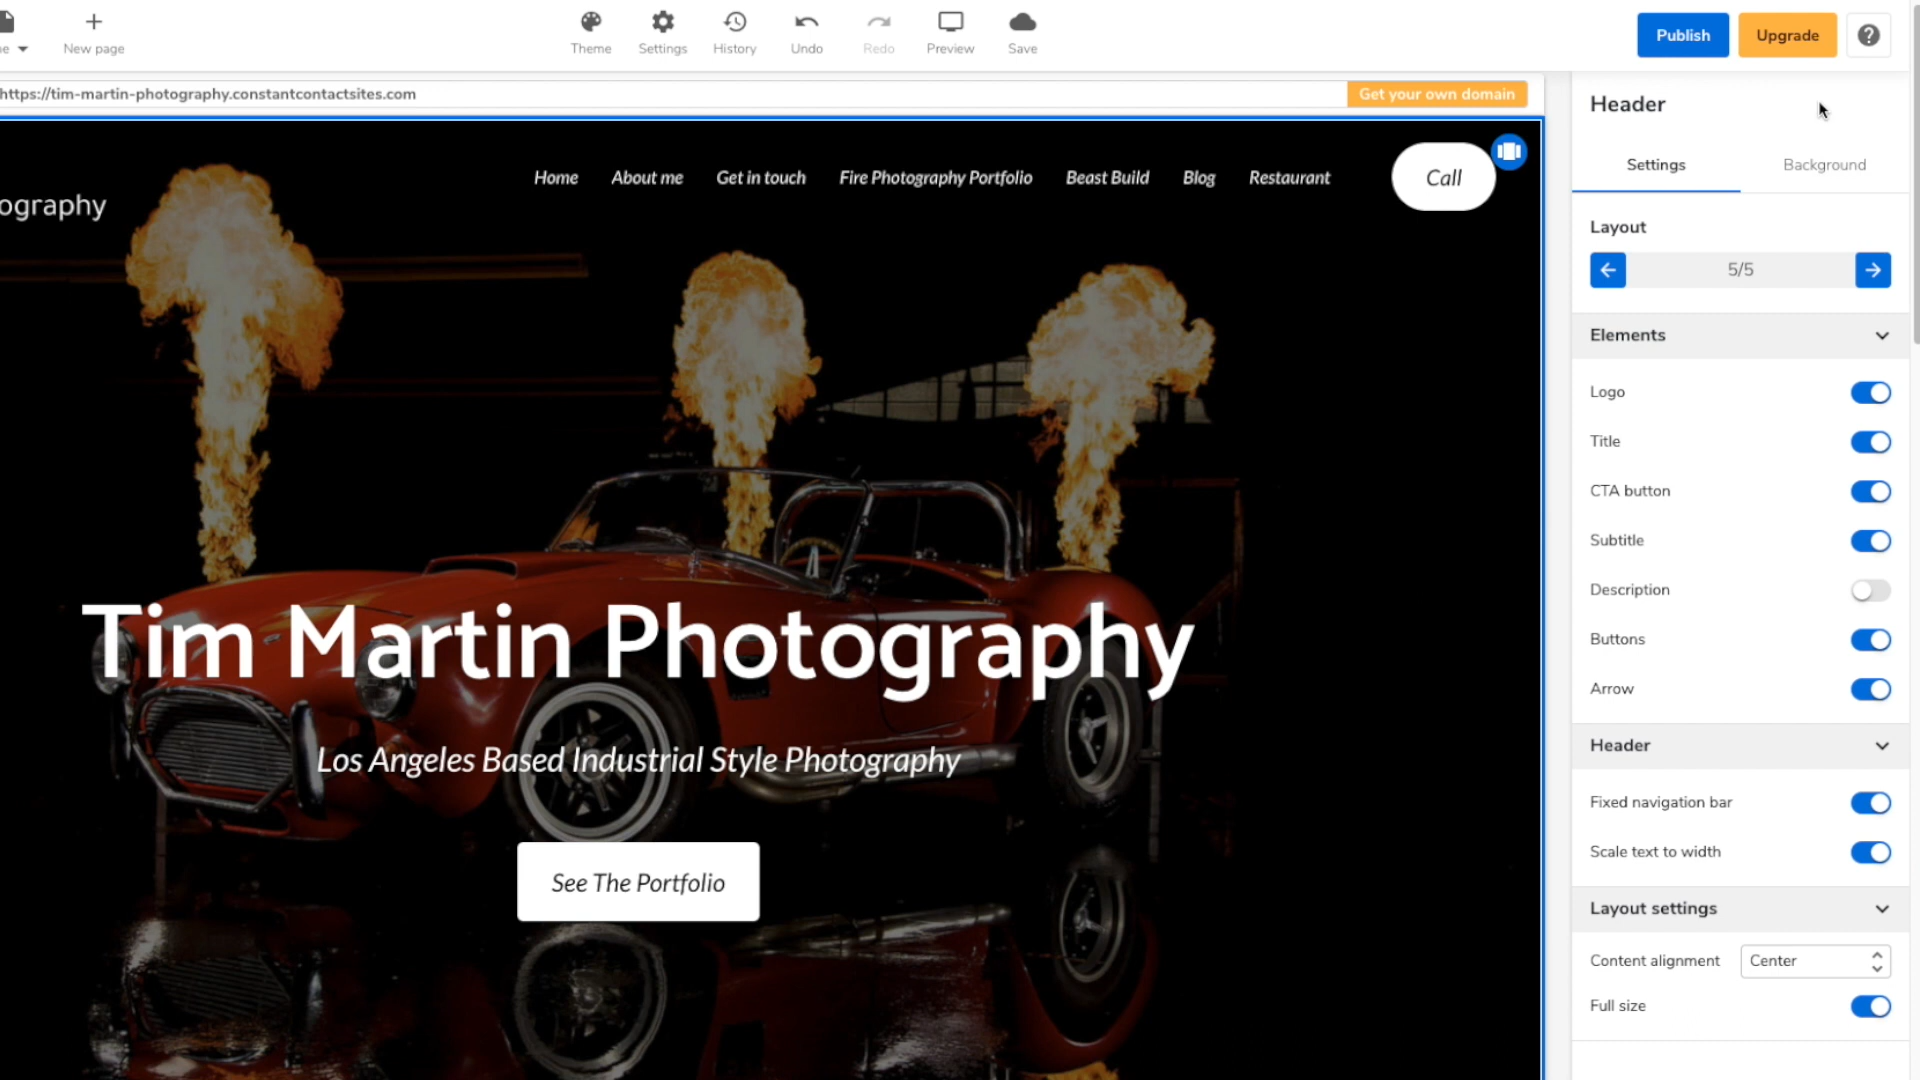 New page
Theme
Settings
History
Undo
Redo
Preview
Save
Publish
Upgrade
https://tim-martin-photography.constantcontactsites.com
Get your own domain
ography
Home
About me
Get in touch
Fire Photography Portfolio
Beast Build
Blog
Restaurant
Call
Tim Martin Photography
Los Angeles Based Industrial Style Photography
See The Portfolio
Header
Settings
Background
Layout
5/5
Elements
Logo
Title
CTA button
Subtitle
Description
Buttons
Arrow
Header
Fixed navigation bar
Scale text to width
Layout settings
Content alignment
Center
Full size